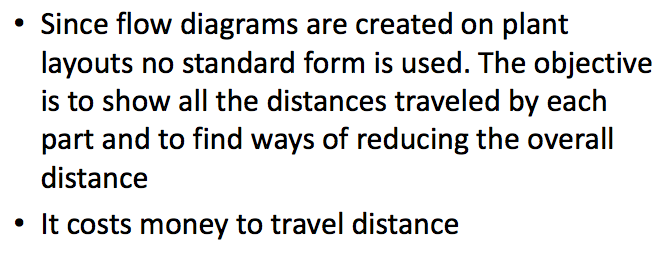 • Since flow diagrams are created on plant
layouts no standard form is used. The objective
is to show all the distances traveled by each
part and to find ways of reducing the overall
distance
• It costs money to travel distance